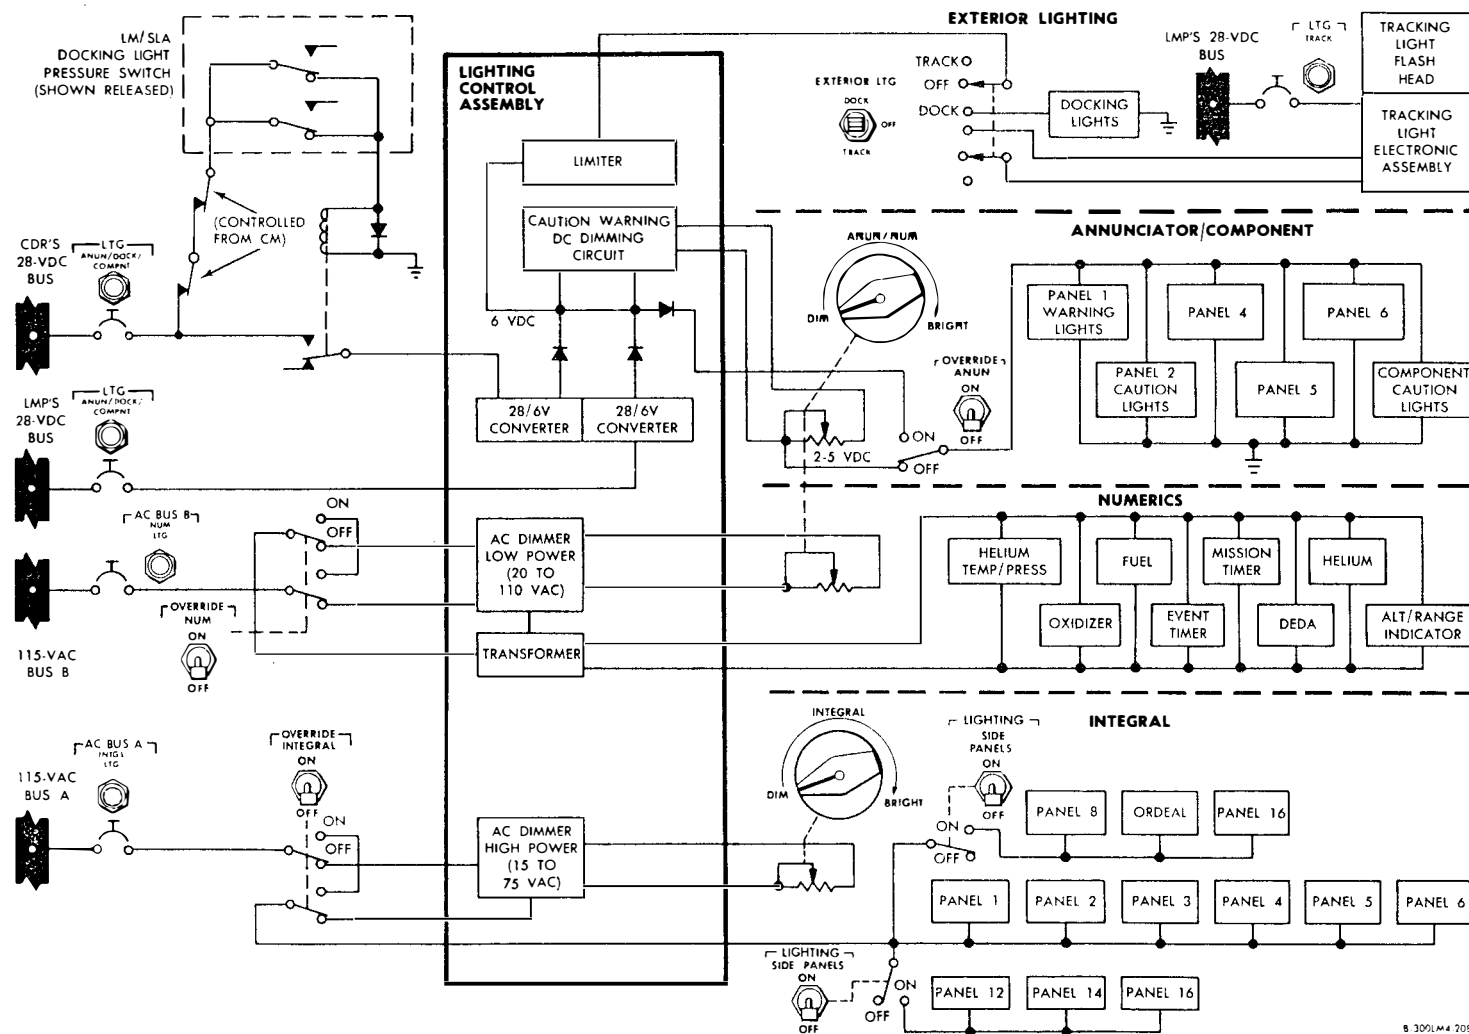 EXTERIOR LIGHTING
LM/SLA
DOCKING LIGHT
PRESSURE SWITCH
(SHOWN RELEASED)
LIGHTING
CONTROL
ASSEMBLY
EXTERIOR LTG
DOCK
OFF
TRACK
TRACK
OFF
DOCK
DOCKING
LIGHTS
LMP'S 28-VDC
BUS
LTG
TRACK
TRACKING
LIGHT
FLASH
HEAD
TRACKING
LIGHT
ELECTRONIC
ASSEMBLY
LIMITER
CAUTION WARNING
DC DIMMING
CIRCUIT
(CONTROLLED
FROM CM)
CDR'S
28-VDC
BUS
LTG
ANUN/DOCK/
COMPNT
6 VDC
28/6V
CONVERTER
28/6V
CONVERTER
LMP'S
28-VDC
BUS
LTG
ANUN/DOCK/
COMPNT
ANNUNCIATOR/COMPONENT
ANUN/NUM
DIM
BRIGHT
OVERRIDE
ANUN
ON
OFF
ON
OFF
2-5 VDC
PANEL 1
WARNING
LIGHTS
PANEL 4
PANEL 6
PANEL 2
CAUTION
LIGHTS
PANEL 5
COMPONENT
CAUTION
LIGHTS
NUMERICS
AC BUS B
NUM
LTG
ON
OFF
OVERRIDE
NUM
ON
OFF
115-VAC
BUS B
AC DIMMER
LOW POWER
(20 TO
110 VAC)
TRANSFORMER
HELIUM
TEMP/PRESS
FUEL
MISSION
TIMER
HELIUM
OXIDIZER
EVENT
TIMER
DEDA
ALT/RANGE
INDICATOR
INTEGRAL
AC BUS A
INTGL
LTG
115-VAC
BUS A
OVERRIDE
INTEGRAL
ON
OFF
ON
OFF
AC DIMMER
HIGH POWER
(15 TO
75 VAC)
INTEGRAL
DIM
BRIGHT
LIGHTING
SIDE
PANELS
ON
OFF
ON
OFF
PANEL 8
ORDEAL
PANEL 16
PANEL 1
PANEL 2
PANEL 3
PANEL 4
PANEL 5
PANEL 6
LIGHTING
SIDE PANELS
ON
OFF
OFF
ON
PANEL 12
PANEL 14
PANEL 16